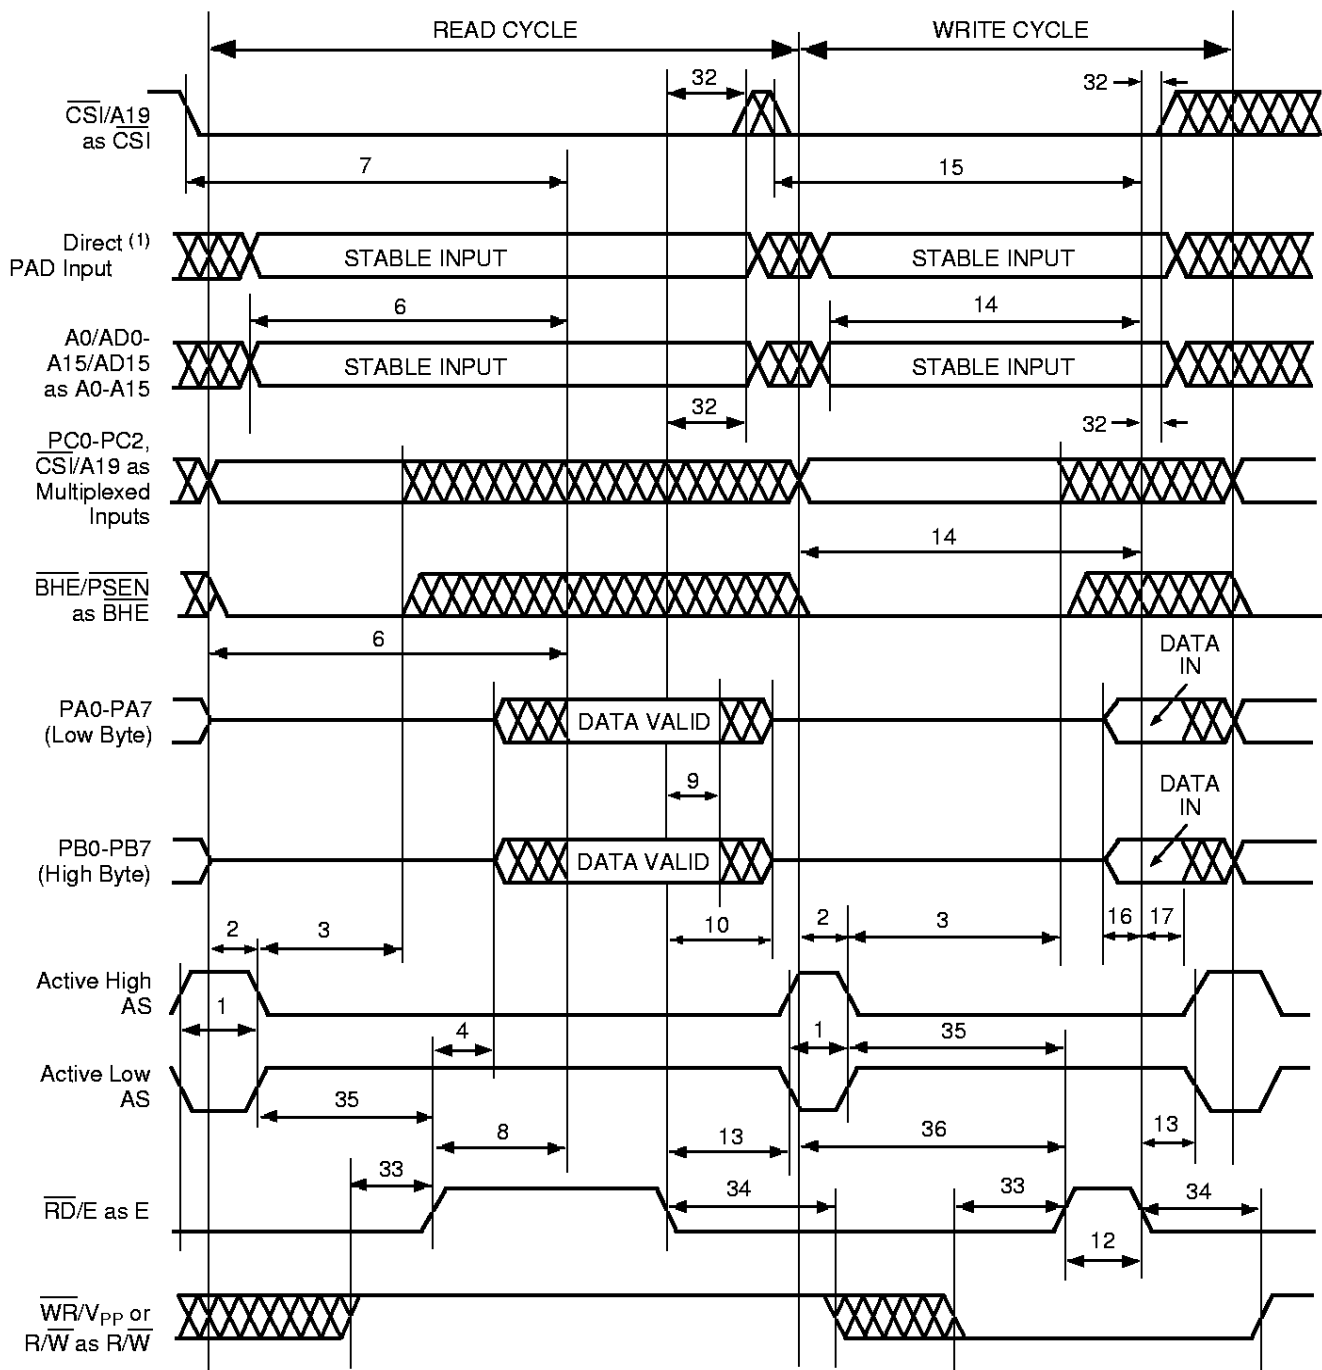 READ CYCLE
WRITE CYCLE
32
32
CSI/A19
as CSI
7
15
Direct (1)
PAD Input
STABLE INPUT
STABLE INPUT
6
14
A0/AD0-
A15/AD15
as A0-A15
STABLE INPUT
STABLE INPUT
32
32
PC0-PC2,
CSI/A19 as
Multiplexed
Inputs
14
BHE/PSEN
as BHE
6
DATA
IN
PA0-PA7
(Low Byte)
DATA VALID
9
DATA
IN
PB0-PB7
(High Byte)
DATA VALID
2
3
10
2
3
16
17
Active High
AS
1
4
1
35
Active Low
AS
35
8
13
36
13
33
34
33
34
RD/E as E
12
WR/VPP or
R/W as R/W